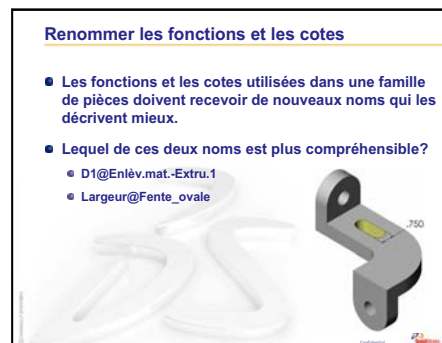 Renommer les fonctions et les cotes
Les fonctions et les cotes utilisées dans une famille
de pièces doivent recevoir de nouveaux noms qui les
décrivent mieux.
Lequel de ces deux noms est plus compréhensible?
D1@Enlèv.mat.-Extru.1
Largeur@Fente_ovale
.750
Confidential